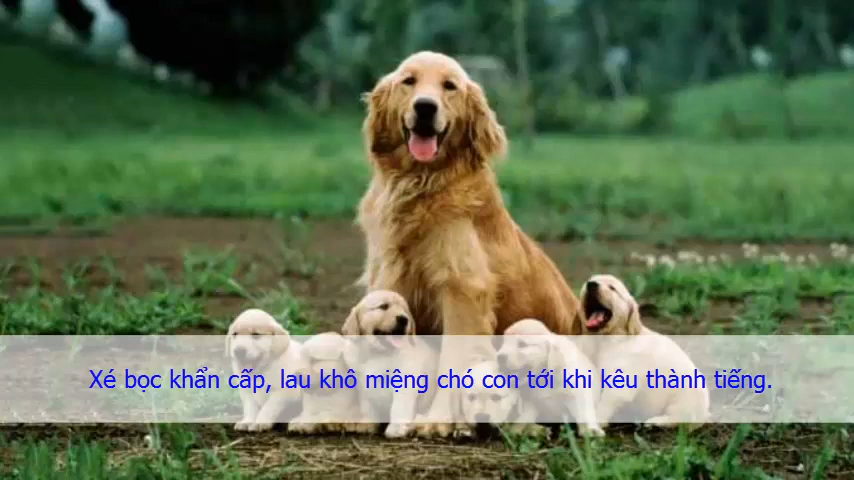 Xé bọc khẩn cấp, lau khô miệng chó con tới khi kêu thành tiếng.